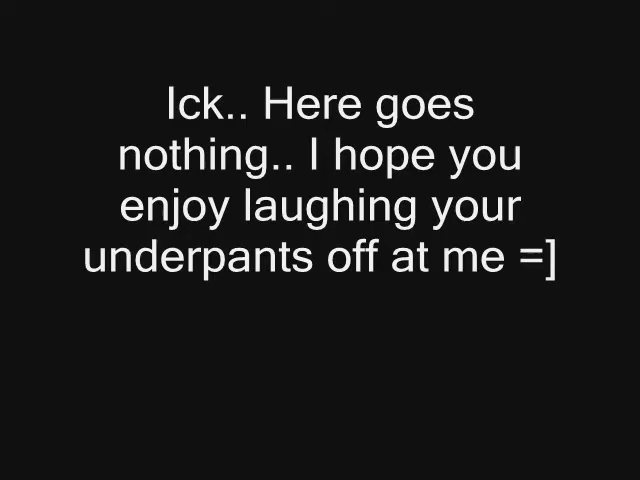 Ick.. Here goes
nothing.. I hope you
enjoy laughing your
underpants off at me =]